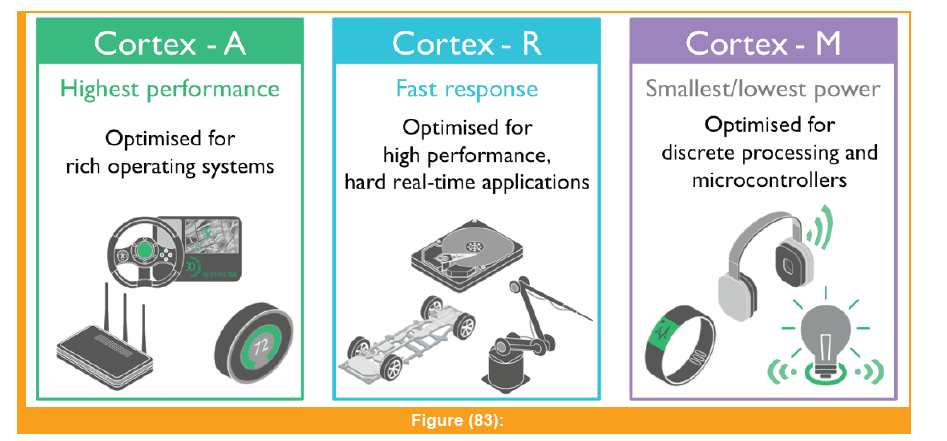 Cortex - A
Highest performance
Optimised for
rich operating systems
72
Cortex - R
Fast response
Optimised for
high performance,
hard real-time applications
Cortex - M
Smallest/lowest power
Optimised for
discrete processing and
microcontrollers
Figure (83):